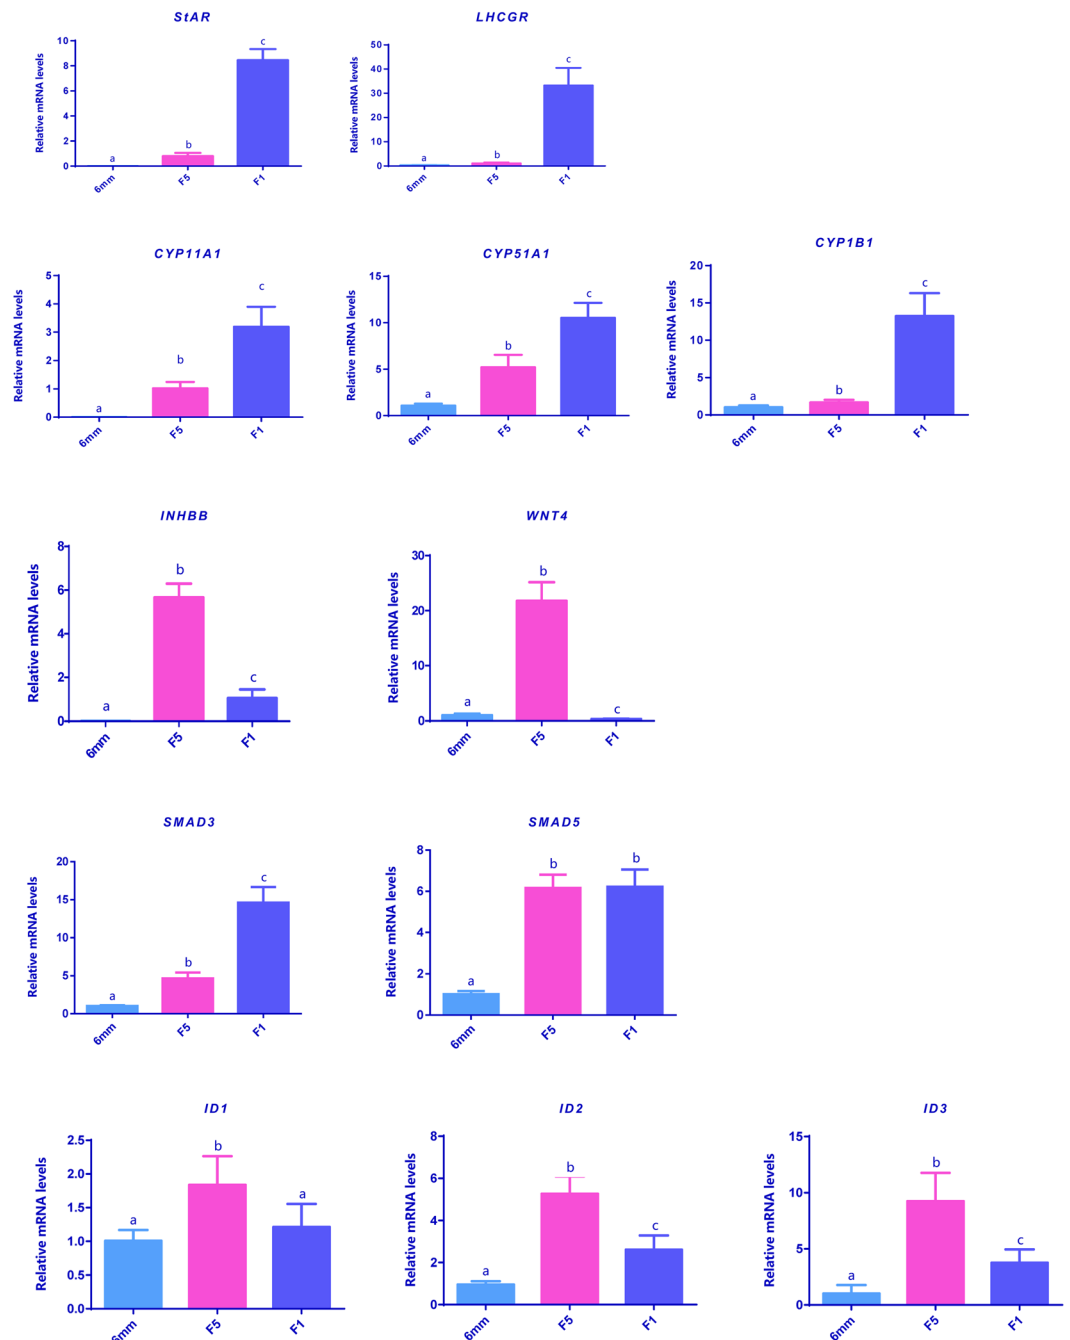 StAR
Relative mRNA levels
10
8
6
4
2
0
a
b
c
6mm
F5
F1
LHCGR
Relative mRNA levels
50
40
30
20
10
0
a
b
c
6mm
F5
F1
CYP11A1
Relative mRNA levels
5
4
3
2
1
0
a
b
c
6mm
F5
F1
CYP51A1
Relative mRNA levels
15
10
5
0
a
b
c
6mm
F5
F1
CYP1B1
Relative mRNA levels
20
15
10
5
0
a
b
c
6mm
F5
F1
INHBB
Relative mRNA levels
8
6
4
2
0
a
b
c
6mm
F5
F1
WNT4
Relative mRNA levels
30
20
10
0
a
b
c
6mm
F5
F1
SMAD3
Relative mRNA levels
20
15
10
5
0
a
b
c
6mm
F5
F1
SMAD5
Relative mRNA levels
8
6
4
2
0
a
b
b
6mm
F5
F1
ID1
Relative mRNA levels
2.5
2.0
1.5
1.0
0.5
0.0
a
b
a
6mm
F5
F1
ID2
Relative mRNA levels
8
6
4
2
0
a
b
c
6mm
F5
F1
ID3
Relative mRNA levels
15
10
5
0
a
b
c
6mm
F5
F1